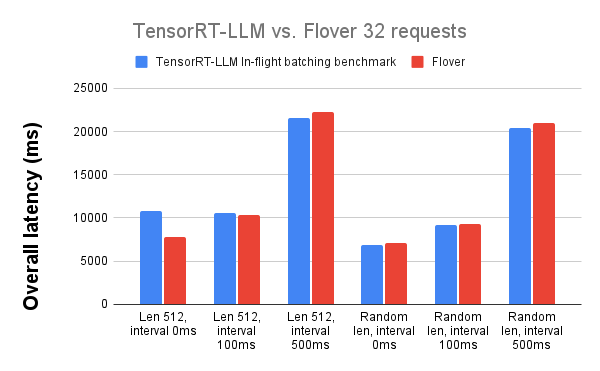 TensorRT-LLM vs. Flover 32 requests
TensorRT-LLM In-flight batching benchmark
Flover
Overall latency (ms)
25000
20000
15000
10000
5000
0
Len 512,
interval 0ms
Len 512,
interval
100ms
Len 512,
interval
500ms
Random
len, interval
0ms
Random
len, interval
100ms
Random
len, interval
500ms